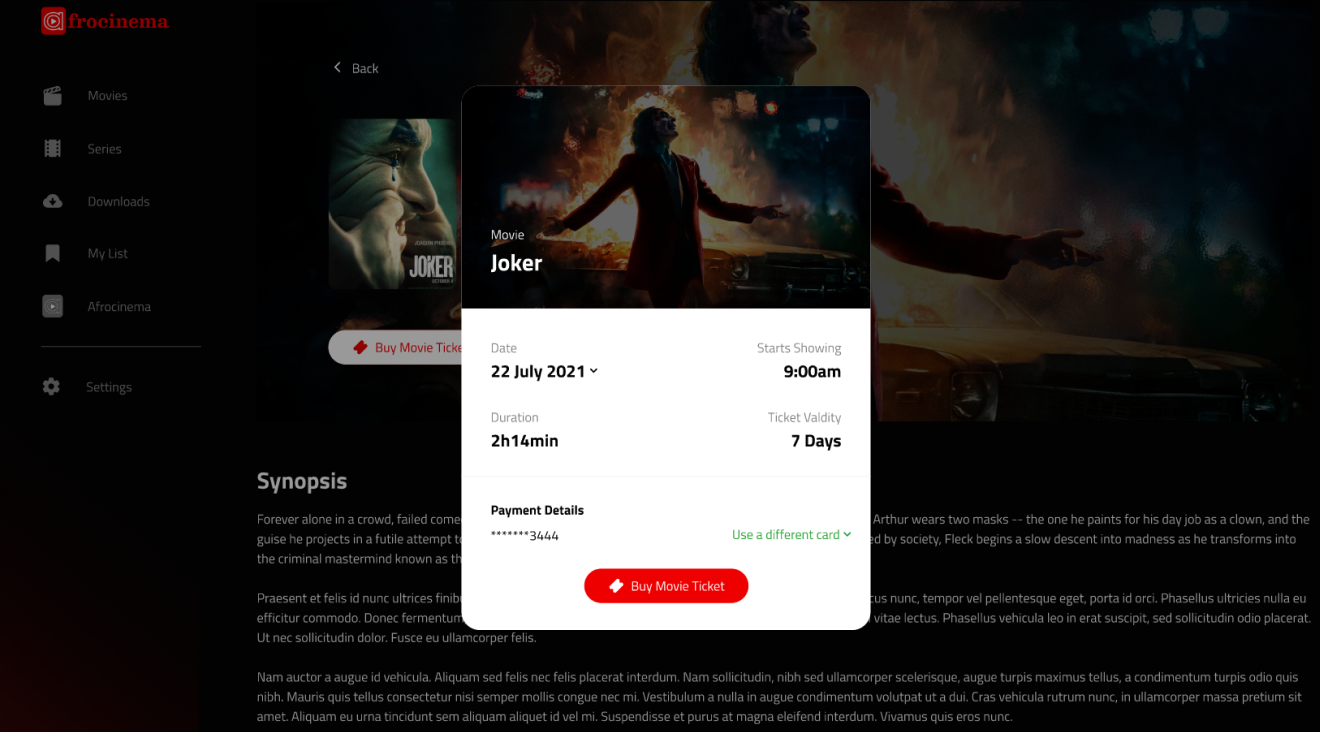 frocinema
Back
Movies
Series
Downloads
My List
Afrocinema
Settings
JOAQUIN
JOKER
Buy Movie Ticke
Movie
Joker
Date
Starts Showing
22 July 2021
9:00am
Duration
Ticket Valdity
2h14min
7 Days
Payment Details
*******3444
Use a different card
Buy Movie Ticket
Synopsis
Forever alone in a crowd, failed come Arthur wears two masks -- the one he paints for his day job as a clown, and the
guise he projects in a futile attempt to ed by society, Fleck begins a slow descent into madness as he transforms into
the criminal mastermind known as th
Praesent et felis id nunc ultrices finibu cus nunc, tempor vel pellentesque eget, porta id orci. Phasellus ultricies nulla eu
efficitur commodo. Donec fermentum vitae lectus. Phasellus vehicula leo in erat suscipit, sed sollicitudin odio placerat.
Ut nec sollicitudin dolor. Fusce eu ullamcorper felis.
Nam auctor a augue id vehicula. Aliquam sed felis nec felis placerat interdum. Nam sollicitudin, nibh sed ullamcorper scelerisque, augue turpis maximus tellus, a condimentum turpis odio quis
nibh. Mauris quis tellus consectetur nisi semper mollis congue nec mi. Vestibulum a nulla in augue condimentum volutpat ut a dui. Cras vehicula rutrum nunc, in ullamcorper massa pretium sit
amet. Aliquam eu urna tincidunt sem aliquam aliquet id vel mi. Suspendisse et purus at magna eleifend interdum. Vivamus quis eros nunc.